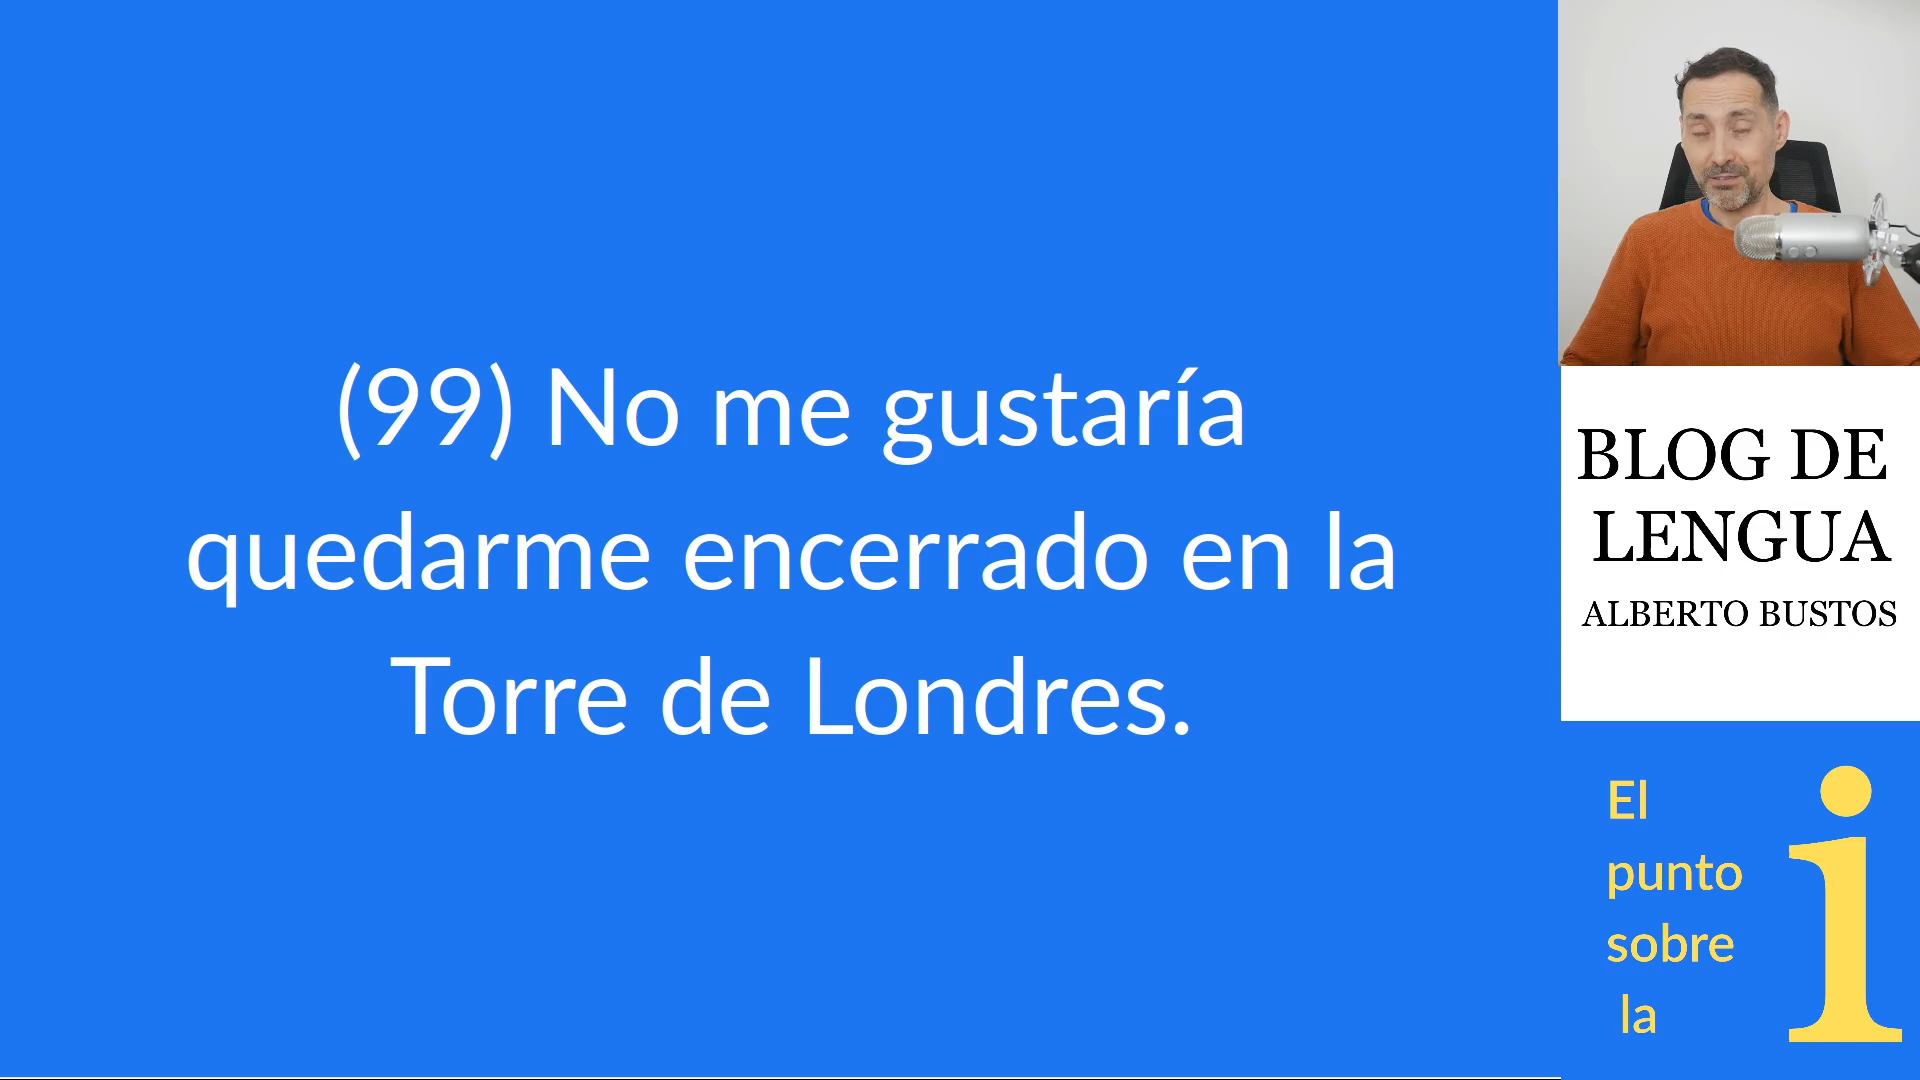 (99) No me gustaría
quedarme encerrado en la
Torre de Londres.
BLOG DE
LENGUA
ALBERTO BUSTOS
El
punto
sobre
la
i